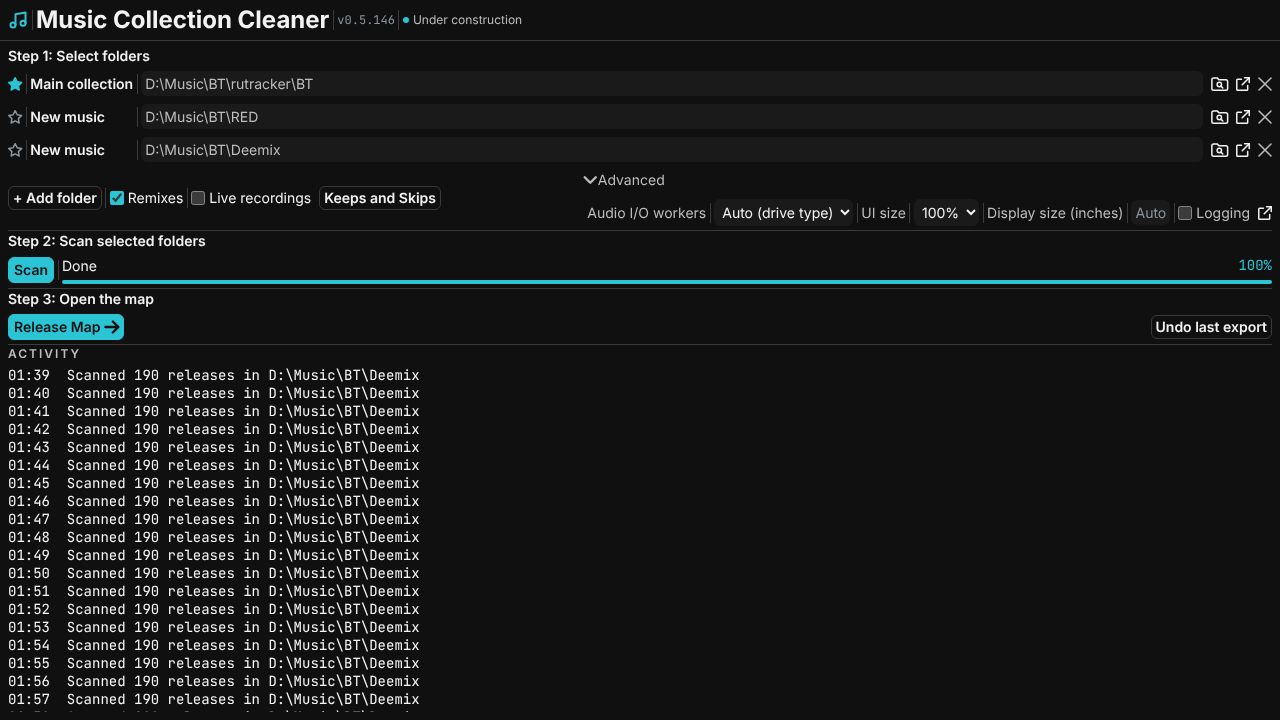 Music Collection Cleaner v0.5.146 Under construction
Step 1: Select folders
Main collection D:\Music\BT\rutracker\BT
New music D:\Music\BT\RED
New music D:\Music\BT\Deemix
Advanced
+ Add folder Remixes Live recordings Keeps and Skips
Audio I/O workers Auto (drive type) UI size 100% Display size (inches) Auto Logging
Step 2: Scan selected folders
Scan Done 100%
Step 3: Open the map
Release Map Undo last export
ACTIVITY
01:39 Scanned 190 releases in D:\Music\BT\Deemix
01:40 Scanned 190 releases in D:\Music\BT\Deemix
01:41 Scanned 190 releases in D:\Music\BT\Deemix
01:42 Scanned 190 releases in D:\Music\BT\Deemix
01:43 Scanned 190 releases in D:\Music\BT\Deemix
01:44 Scanned 190 releases in D:\Music\BT\Deemix
01:45 Scanned 190 releases in D:\Music\BT\Deemix
01:46 Scanned 190 releases in D:\Music\BT\Deemix
01:47 Scanned 190 releases in D:\Music\BT\Deemix
01:48 Scanned 190 releases in D:\Music\BT\Deemix
01:49 Scanned 190 releases in D:\Music\BT\Deemix
01:50 Scanned 190 releases in D:\Music\BT\Deemix
01:51 Scanned 190 releases in D:\Music\BT\Deemix
01:52 Scanned 190 releases in D:\Music\BT\Deemix
01:53 Scanned 190 releases in D:\Music\BT\Deemix
01:54 Scanned 190 releases in D:\Music\BT\Deemix
01:55 Scanned 190 releases in D:\Music\BT\Deemix
01:56 Scanned 190 releases in D:\Music\BT\Deemix
01:57 Scanned 190 releases in D:\Music\BT\Deemix